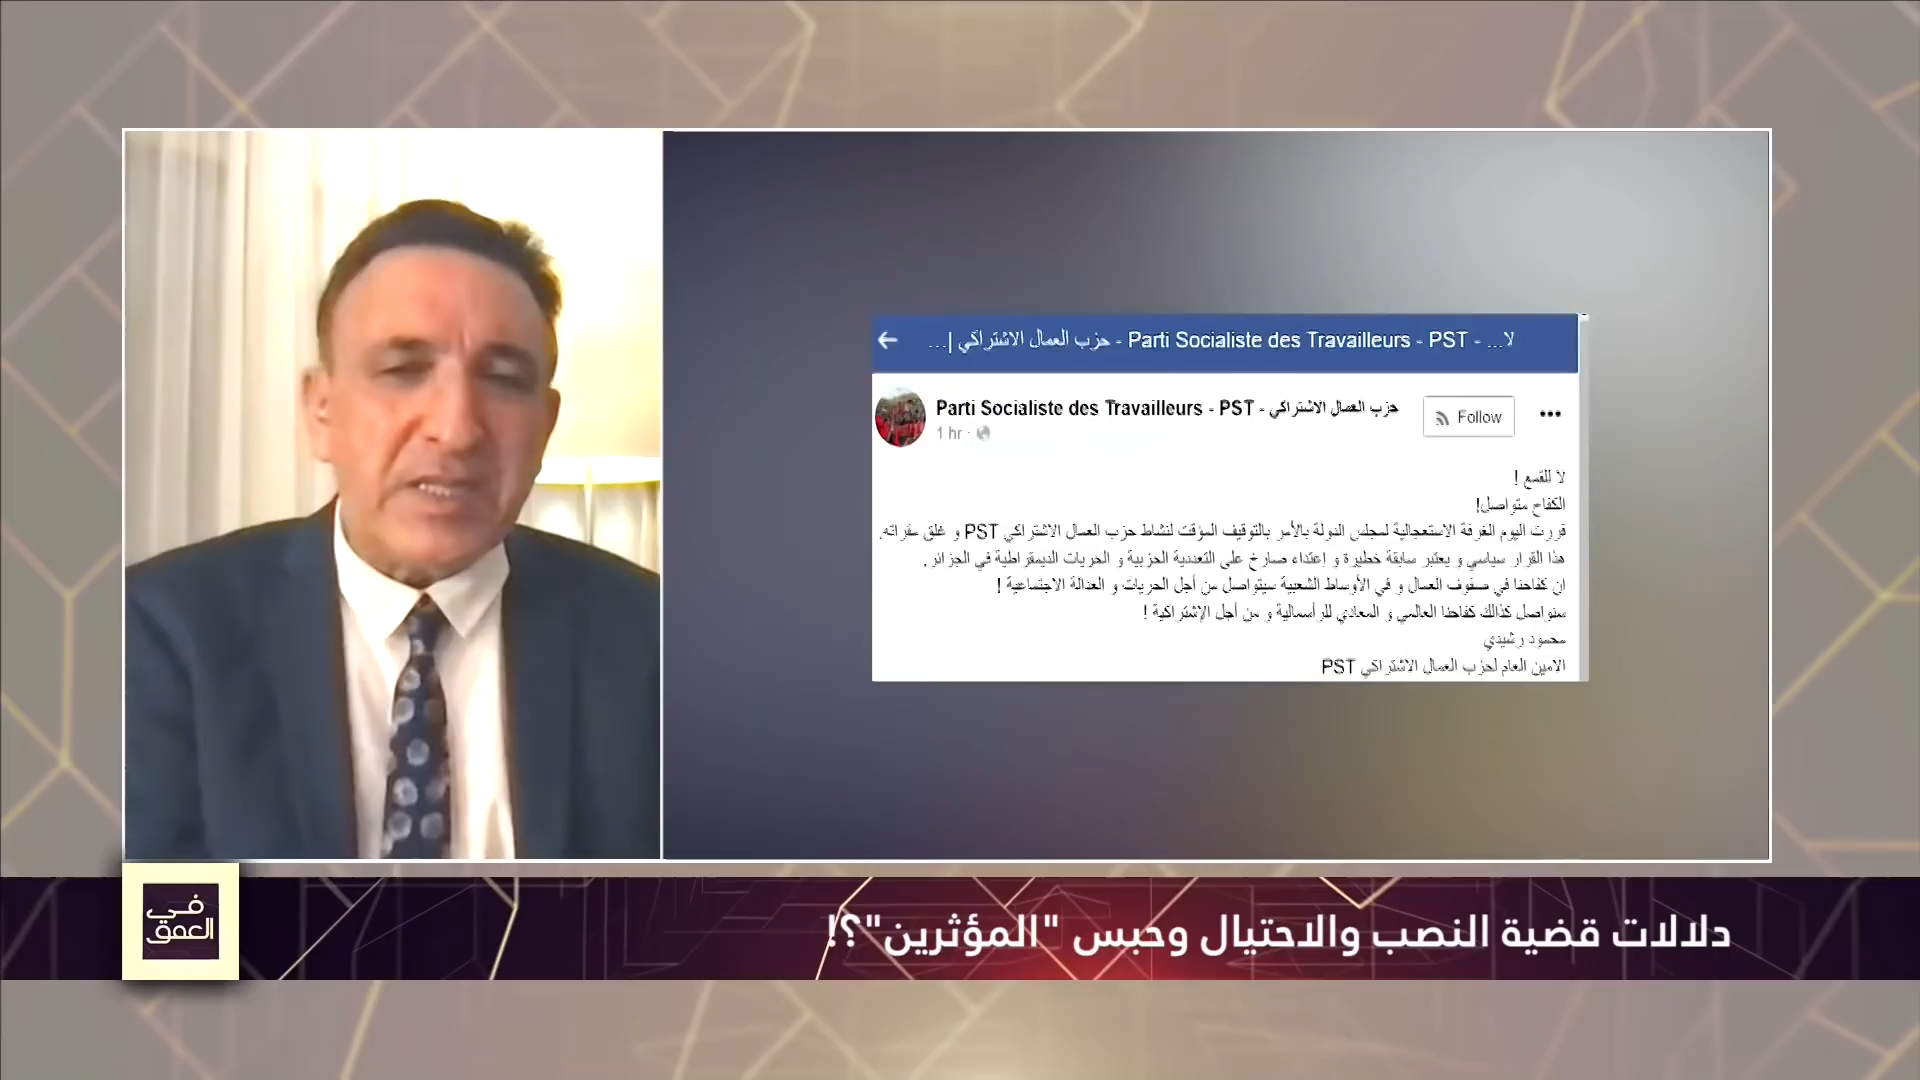 لا... - Parti Socialiste des Travailleurs - PST - حزب العمال الاشتراكي |...
Parti Socialiste des Travailleurs - PST - حزب العمال الاشتراكي
Follow
1 hr
لا للقمع !
الكفاح متواصل!
قررت اليوم الغرفة الاستعجالية لمجلس الدولة بالأمر بالتوقيف المؤقت لنشاط حزب العمال الاشتراكي PST و غلق مقراته.
هذا القرار سياسي و يعتبر سابقة خطيرة و إعتداء صارخ على التعددية الحزبية و الحريات الديمقراطية في الجزائر.
ان كفاحنا في صفوف العمال و في الأوساط الشعبية سيتواصل من أجل الحريات و العدالة الاجتماعية !
سنواصل كذالك كفاحنا العالمي و المعادي للرأسمالية و من أجل الإشتراكية !
محمود رشيدي
الامين العام لحزب العمال الاشتراكي PST
دلالات قضية النصب والاحتيال وحبس "المؤثرين"؟!
في
العمق